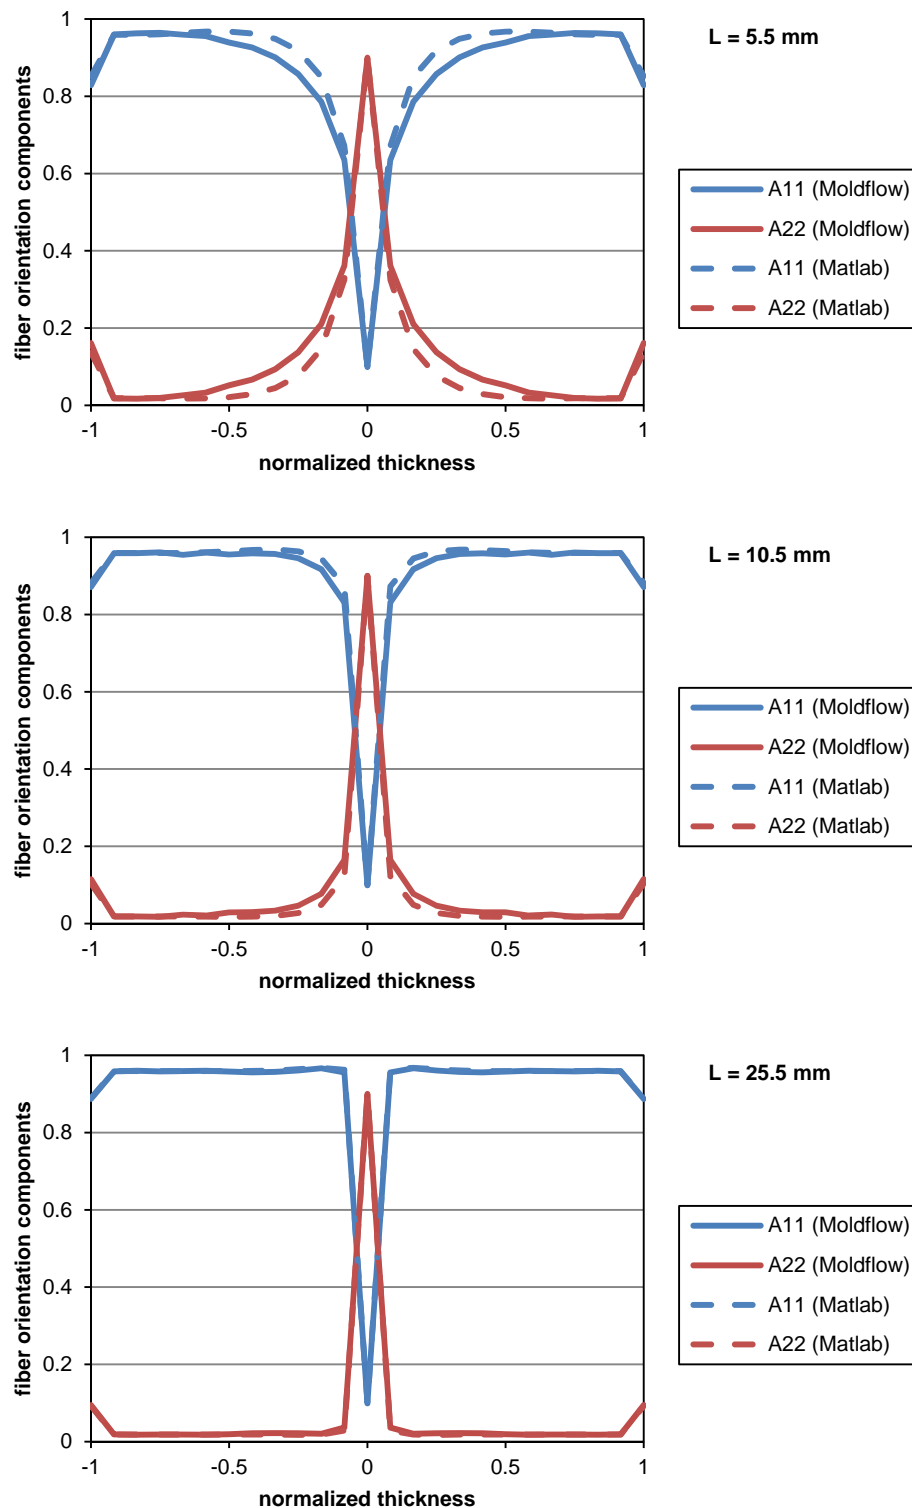 L = 5.5 mm
1
0.8
0.6
0.4
0.2
0
fiber orientation components
-1 -0.5 0 0.5 1
normalized thickness
A11 (Moldflow)
A22 (Moldflow)
A11 (Matlab)
A22 (Matlab)
L = 10.5 mm
1
0.8
0.6
0.4
0.2
0
fiber orientation components
-1 -0.5 0 0.5 1
normalized thickness
A11 (Moldflow)
A22 (Moldflow)
A11 (Matlab)
A22 (Matlab)
L = 25.5 mm
1
0.8
0.6
0.4
0.2
0
fiber orientation components
-1 -0.5 0 0.5 1
normalized thickness
A11 (Moldflow)
A22 (Moldflow)
A11 (Matlab)
A22 (Matlab)